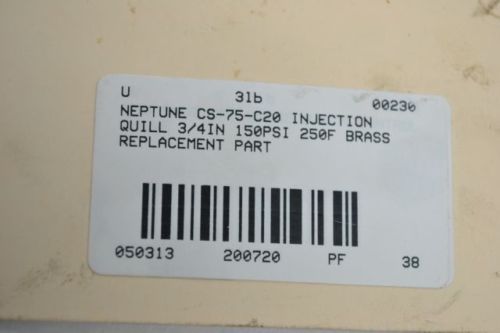 U 31b 00230
NEPTUNE CS-75-C20 INJECTION
QUILL 3/4IN 150PSI 250F BRASS
REPLACEMENT PART
050313 200720 PF 38